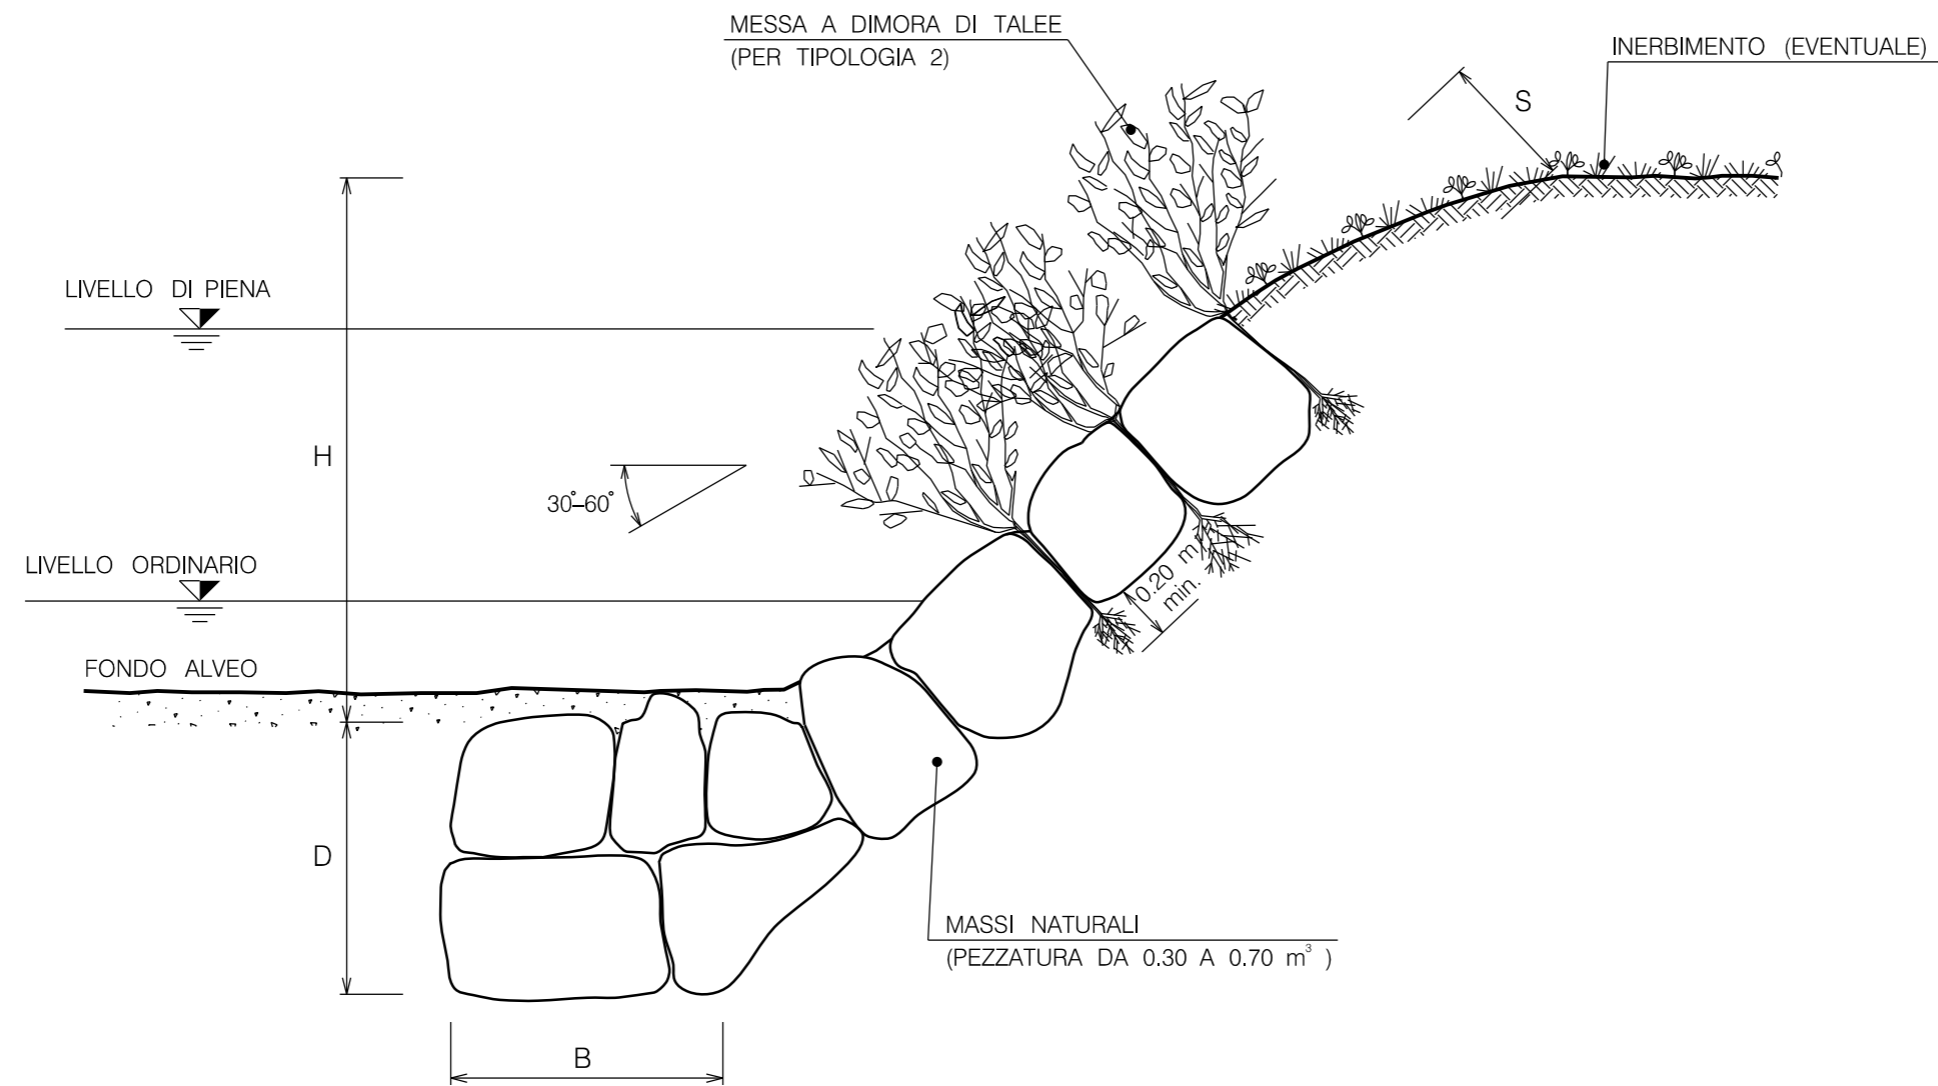 MESSA A DIMORA DI TALEE
(PER TIPOLOGIA 2)
INERBIMENTO (EVENTUALE)
S
LIVELLO DI PIENA
H
30°–60°
LIVELLO ORDINARIO
0.20 m
min.
FONDO ALVEO
D
MASSI NATURALI
(PEZZATURA DA 0.30 A 0.70 m³ )
B